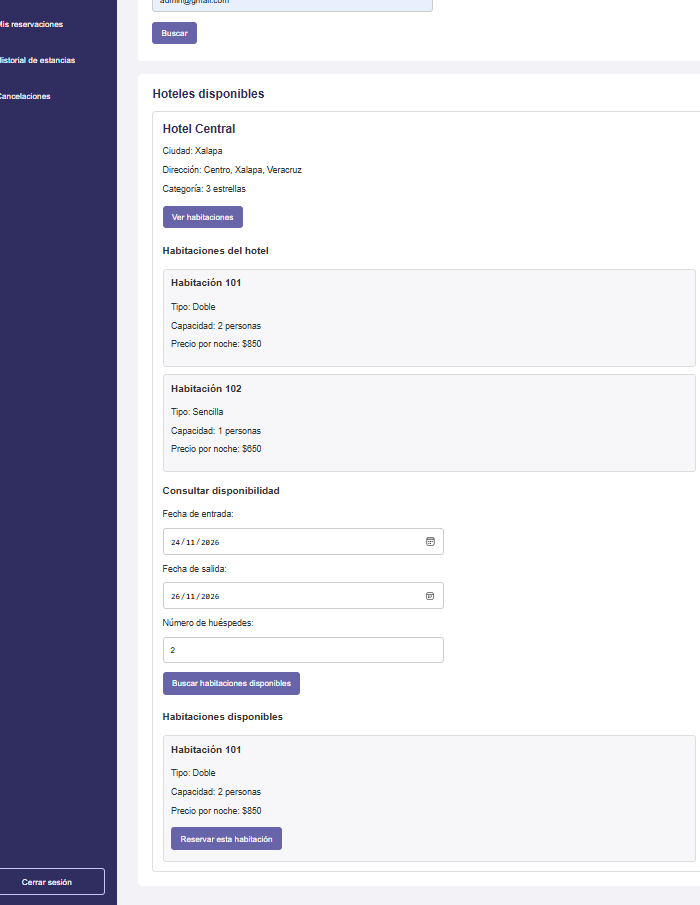 Mis reservaciones
Historial de estancias
Cancelaciones
Cerrar sesión
admin@gmail.com
Buscar
Hoteles disponibles
Hotel Central
Ciudad: Xalapa
Dirección: Centro, Xalapa, Veracruz
Categoría: 3 estrellas
Ver habitaciones
Habitaciones del hotel
Habitación 101
Tipo: Doble
Capacidad: 2 personas
Precio por noche: $850
Habitación 102
Tipo: Sencilla
Capacidad: 1 personas
Precio por noche: $650
Consultar disponibilidad
Fecha de entrada:
24/11/2026
Fecha de salida:
26/11/2026
Número de huéspedes:
2
Buscar habitaciones disponibles
Habitaciones disponibles
Habitación 101
Tipo: Doble
Capacidad: 2 personas
Precio por noche: $850
Reservar esta habitación